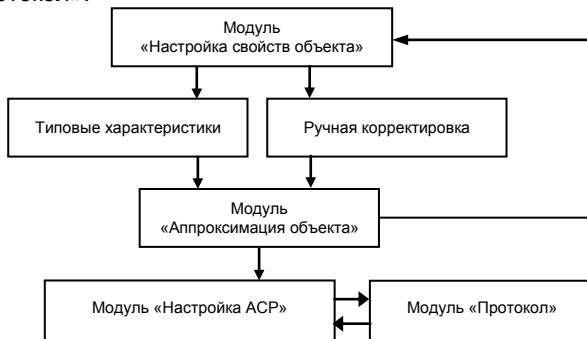 Модуль
«Настройка свойств объекта»
Типовые характеристики
Ручная корректировка
Модуль
«Аппроксимация объекта»
Модуль «Настройка АСР»
Модуль «Протокол»